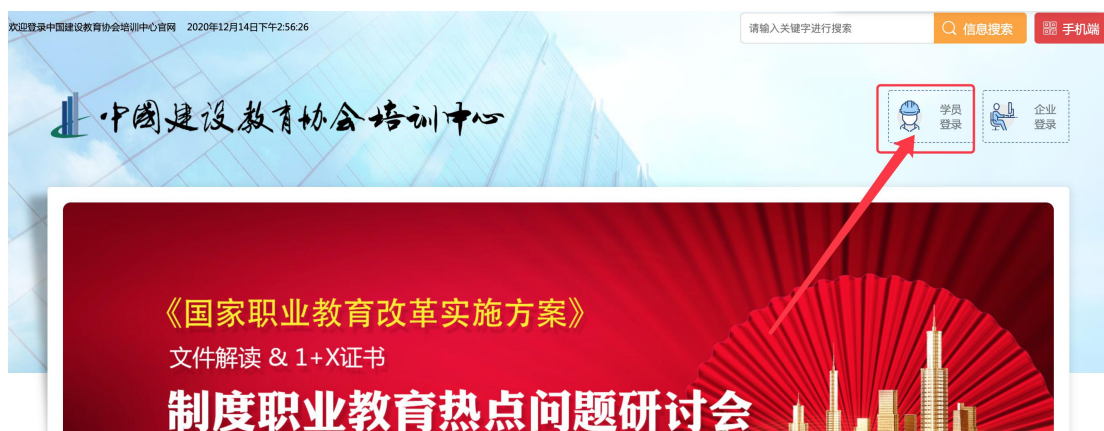 欢迎登录中国建设教育协会培训中心官网 2020年12月14日下午2:56:26
请输入关键字进行搜索
信息搜索
手机端
中國建设教育协会培训中心
学员
登录
企业
登录
《国家职业教育改革实施方案》
文件解读 & 1+X证书
制度职业教育热点问题研讨会